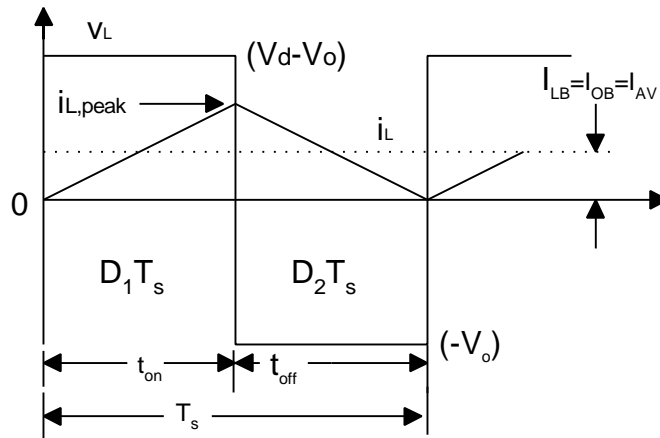 vL
(Vd-Vo)
ILB=IOB=IAV
iL,peak
iL
0
D1Ts
D2Ts
(-Vo)
ton
toff
Ts